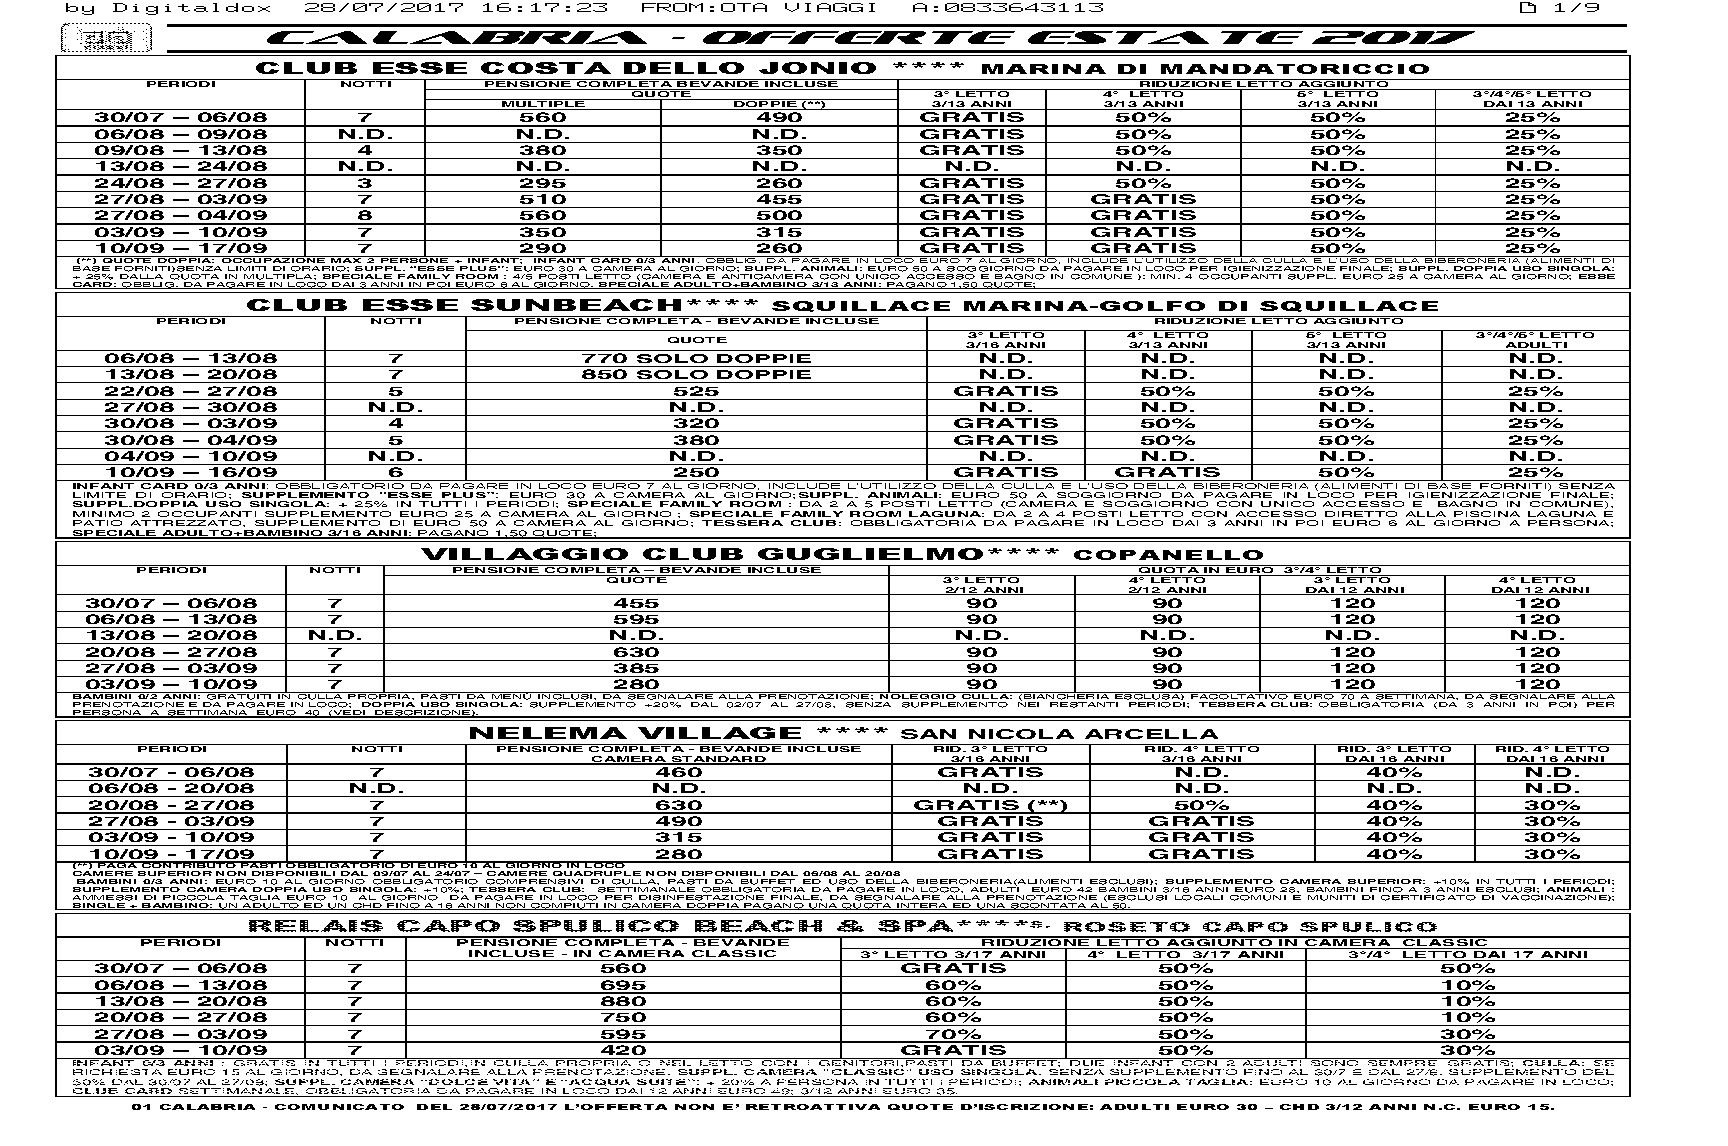 by Digitaldox 28/07/2017 16:17:23 FROM:OTA VIAGGI A:0833643113 1/9
CALABRIA - OFFERTE ESTATE 2017
CLUB ESSE COSTA DELLO JONIO **** MARINA DI MANDATORICCIO
PERIODI NOTTI PENSIONE COMPLETA BEVANDE INCLUSE RIDUZIONE LETTO AGGIUNTO
QUOTE 3° LETTO 4° LETTO 5° LETTO 3°/4°/5° LETTO
MULTIPLE DOPPIE (**) 3/13 ANNI 3/13 ANNI 3/13 ANNI DAI 13 ANNI
30/07 – 06/08 7 560 490 GRATIS 50% 50% 25%
06/08 – 09/08 N.D. N.D. N.D. GRATIS 50% 50% 25%
09/08 – 13/08 4 380 350 GRATIS 50% 50% 25%
13/08 – 24/08 N.D. N.D. N.D. N.D. N.D. N.D. N.D.
24/08 – 27/08 3 295 260 GRATIS 50% 50% 25%
27/08 – 03/09 7 510 455 GRATIS GRATIS 50% 25%
27/08 – 04/09 8 560 500 GRATIS GRATIS 50% 25%
03/09 – 10/09 7 350 315 GRATIS GRATIS 50% 25%
10/09 – 17/09 7 290 260 GRATIS GRATIS 50% 25%
(**) QUOTE DOPPIA: OCCUPAZIONE MAX 2 PERSONE + INFANT; INFANT CARD 0/3 ANNI. OBBLIG. DA PAGARE IN LOCO EURO 7 AL GIORNO, INCLUDE L'UTILIZZO DELLA CULLA E L'USO DELLA BIBERONERIA (ALIMENTI DI
BASE FORNITI)SENZA LIMITI DI ORARIO; SUPPL. "ESSE PLUS": EURO 30 A CAMERA AL GIORNO; SUPPL. ANIMALI: EURO 50 A SOGGIORNO DA PAGARE IN LOCO PER IGIENIZZAZIONE FINALE; SUPPL. DOPPIA USO SINGOLA:
+ 25% DALLA QUOTA IN MULTIPLA; SPECIALE FAMILY ROOM : 4/5 POSTI LETTO (CAMERA E ANTICAMERA CON UNICO ACCESSO E BAGNO IN COMUNE ): MIN. 4 OCCUPANTI SUPPL. EURO 25 A CAMERA AL GIORNO; ESSE
CARD: OBBLIG. DA PAGARE IN LOCO DAI 3 ANNI IN POI EURO 6 AL GIORNO. SPECIALE ADULTO+BAMBINO 3/13 ANNI: PAGANO 1,50 QUOTE;
CLUB ESSE SUNBEACH**** SQUILLACE MARINA-GOLFO DI SQUILLACE
PERIODI NOTTI PENSIONE COMPLETA - BEVANDE INCLUSE RIDUZIONE LETTO AGGIUNTO
QUOTE 3° LETTO 4° LETTO 5° LETTO 3°/4°/5° LETTO
3/16 ANNI 3/13 ANNI 3/13 ANNI ADULTI
06/08 – 13/08 7 770 SOLO DOPPIE N.D. N.D. N.D. N.D.
13/08 – 20/08 7 850 SOLO DOPPIE N.D. N.D. N.D. N.D.
22/08 – 27/08 5 525 GRATIS 50% 50% 25%
27/08 – 30/08 N.D. N.D. N.D. N.D. N.D. N.D.
30/08 – 03/09 4 320 GRATIS 50% 50% 25%
30/08 – 04/09 5 380 GRATIS 50% 50% 25%
04/09 – 10/09 N.D. N.D. N.D. N.D. N.D. N.D.
10/09 – 16/09 6 250 GRATIS GRATIS 50% 25%
INFANT CARD 0/3 ANNI: OBBLIGATORIO DA PAGARE IN LOCO EURO 7 AL GIORNO, INCLUDE L'UTILIZZO DELLA CULLA E L'USO DELLA BIBERONERIA (ALIMENTI DI BASE FORNITI) SENZA
LIMITE DI ORARIO; SUPPLEMENTO "ESSE PLUS": EURO 30 A CAMERA AL GIORNO;SUPPL. ANIMALI: EURO 50 A SOGGIORNO DA PAGARE IN LOCO PER IGIENIZZAZIONE FINALE;
SUPPL.DOPPIA USO SINGOLA: + 25% IN TUTTI I PERIODI; SPECIALE FAMILY ROOM : DA 2 A 5 POSTI LETTO (CAMERA E SOGGIORNO CON UNICO ACCESSO E BAGNO IN COMUNE),
MINIMO 2 OCCUPANTI SUPPLEMENTO EURO 25 A CAMERA AL GIORNO ; SPECIALE FAMILY ROOM LAGUNA: DA 2 A 4 POSTI LETTO CON ACCESSO DIRETTO ALLA PISCINA LAGUNA E
PATIO ATTREZZATO, SUPPLEMENTO DI EURO 50 A CAMERA AL GIORNO; TESSERA CLUB: OBBLIGATORIA DA PAGARE IN LOCO DAI 3 ANNI IN POI EURO 6 AL GIORNO A PERSONA;
SPECIALE ADULTO+BAMBINO 3/16 ANNI: PAGANO 1,50 QUOTE;
VILLAGGIO CLUB GUGLIELMO**** COPANELLO
PERIODI NOTTI PENSIONE COMPLETA – BEVANDE INCLUSE QUOTA IN EURO 3°/4° LETTO
QUOTE 3° LETTO 4° LETTO 3° LETTO 4° LETTO
2/12 ANNI 2/12 ANNI DAI 12 ANNI DAI 12 ANNI
30/07 – 06/08 7 455 90 90 120 120
06/08 – 13/08 7 595 90 90 120 120
13/08 – 20/08 N.D. N.D. N.D. N.D. N.D. N.D.
20/08 – 27/08 7 630 90 90 120 120
27/08 – 03/09 7 385 90 90 120 120
03/09 – 10/09 7 280 90 90 120 120
BAMBINI 0/2 ANNI: GRATUITI IN CULLA PROPRIA, PASTI DA MENÙ INCLUSI, DA SEGNALARE ALLA PRENOTAZIONE; NOLEGGIO CULLA: (BIANCHERIA ESCLUSA) FACOLTATIVO EURO 70 A SETTIMANA, DA SEGNALARE ALLA
PRENOTAZIONE E DA PAGARE IN LOCO; DOPPIA USO SINGOLA: SUPPLEMENTO +20% DAL 02/07 AL 27/08, SENZA SUPPLEMENTO NEI RESTANTI PERIODI; TESSERA CLUB: OBBLIGATORIA (DA 3 ANNI IN POI) PER
PERSONA A SETTIMANA EURO 40 (VEDI DESCRIZIONE).
NELEMA VILLAGE **** SAN NICOLA ARCELLA
PERIODI NOTTI PENSIONE COMPLETA - BEVANDE INCLUSE RID. 3° LETTO RID. 4° LETTO RID. 3° LETTO RID. 4° LETTO
CAMERA STANDARD 3/16 ANNI 3/16 ANNI DAI 16 ANNI DAI 16 ANNI
30/07 - 06/08 7 460 GRATIS N.D. 40% N.D.
06/08 - 20/08 N.D. N.D. N.D. N.D. N.D. N.D.
20/08 - 27/08 7 630 GRATIS (**) 50% 40% 30%
27/08 - 03/09 7 490 GRATIS GRATIS 40% 30%
03/09 - 10/09 7 315 GRATIS GRATIS 40% 30%
10/09 - 17/09 7 280 GRATIS GRATIS 40% 30%
(**) PAGA CONTRIBUTO PASTI OBBLIGATORIO DI EURO 10 AL GIORNO IN LOCO
CAMERE SUPERIOR NON DISPONIBILI DAL 09/07 AL 24/07 – CAMERE QUADRUPLE NON DISPONIBILI DAL 06/08 AL 20/08
BAMBINI 0/3 ANNI: EURO 10 AL GIORNO OBBLIGATORIO COMPRENSIVI DI CULLA, PASTI DA BUFFET ED USO DELLA BIBERONERIA(ALIMENTI ESCLUSI); SUPPLEMENTO CAMERA SUPERIOR: +10% IN TUTTI I PERIODI;
SUPPLEMENTO CAMERA DOPPIA USO SINGOLA: +10%; TESSERA CLUB: SETTIMANALE OBBLIGATORIA DA PAGARE IN LOCO, ADULTI EURO 42 BAMBINI 3/16 ANNI EURO 28, BAMBINI FINO A 3 ANNI ESCLUSI; ANIMALI :
AMMESSI DI PICCOLA TAGLIA EURO 10 AL GIORNO DA PAGARE IN LOCO PER DISINFESTAZIONE FINALE, DA SEGNALARE ALLA PRENOTAZIONE (ESCLUSI LOCALI COMUNI E MUNITI DI CERTIFICATO DI VACCINAZIONE);
SINGLE + BAMBINO: UN ADULTO ED UN CHD FINO A 16 ANNI NON COMPIUTI IN CAMERA DOPPIA PAGANO UNA QUOTA INTERA ED UNA SCONTATA AL 50.
RELAIS CAPO SPULICO BEACH & SPA****S- ROSETO CAPO SPULICO
PERIODI NOTTI PENSIONE COMPLETA - BEVANDE RIDUZIONE LETTO AGGIUNTO IN CAMERA CLASSIC
INCLUSE - IN CAMERA CLASSIC 3° LETTO 3/17 ANNI 4° LETTO 3/17 ANNI 3°/4° LETTO DAI 17 ANNI
30/07 – 06/08 7 560 GRATIS 50% 50%
06/08 – 13/08 7 695 60% 50% 10%
13/08 – 20/08 7 880 60% 50% 10%
20/08 – 27/08 7 750 60% 50% 10%
27/08 – 03/09 7 595 70% 50% 30%
03/09 – 10/09 7 420 GRATIS 50% 30%
INFANT 0/3 ANNI : GRATIS IN TUTTI I PERIODI,IN CULLA PROPRIA O NEL LETTO CON I GENITORI,PASTI DA BUFFET; DUE INFANT CON 2 ADULTI SONO SEMPRE GRATIS; CULLA: SE
RICHIESTA EURO 15 AL GIORNO, DA SEGNALARE ALLA PRENOTAZIONE. SUPPL. CAMERA "CLASSIC" USO SINGOLA. SENZA SUPPLEMENTO FINO AL 30/7 E DAL 27/8. SUPPLEMENTO DEL
50% DAL 30/07 AL 27/08; SUPPL. CAMERA "DOLCE VITA" E "ACQUA SUITE": + 20% A PERSONA IN TUTTI I PERIODI; ANIMALI PICCOLA TAGLIA: EURO 10 AL GIORNO DA PAGARE IN LOCO;
CLUB CARD SETTIMANALE, OBBLIGATORIA DA PAGARE IN LOCO DAI 12 ANNI EURO 49; 3/12 ANNI EURO 35.
01 CALABRIA - COMUNICATO DEL 28/07/2017 L'OFFERTA NON E' RETROATTIVA QUOTE D'ISCRIZIONE: ADULTI EURO 30 – CHD 3/12 ANNI N.C. EURO 15.